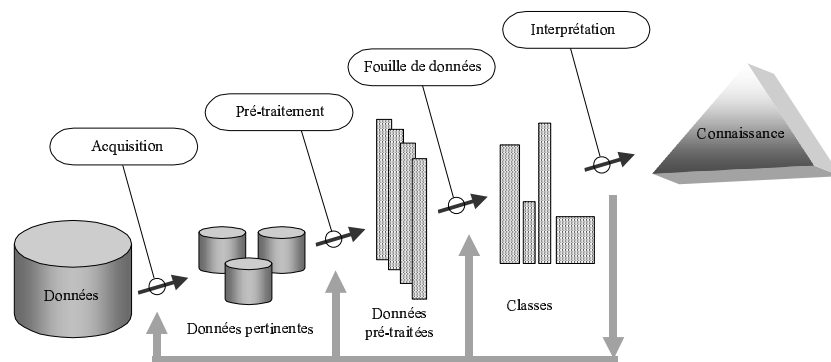 Interprétation
Fouille de données
Pré-traitement
Acquisition
Connaissance
Données
Données pertinentes
Données
pré-traitées
Classes